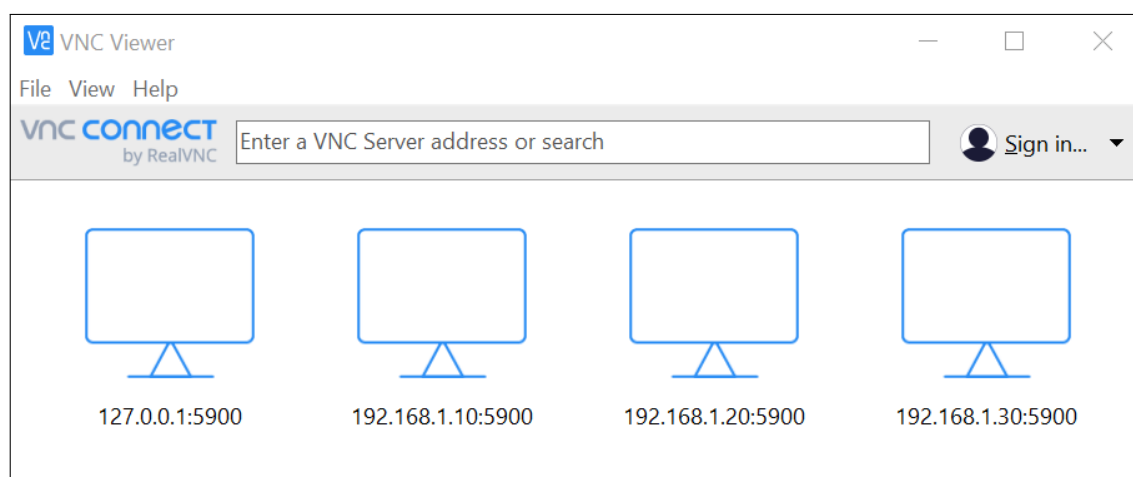 VNC Viewer
File View Help
vnc connect
by RealVNC
Enter a VNC Server address or search
Sign in...
127.0.0.1:5900 192.168.1.10:5900 192.168.1.20:5900 192.168.1.30:5900